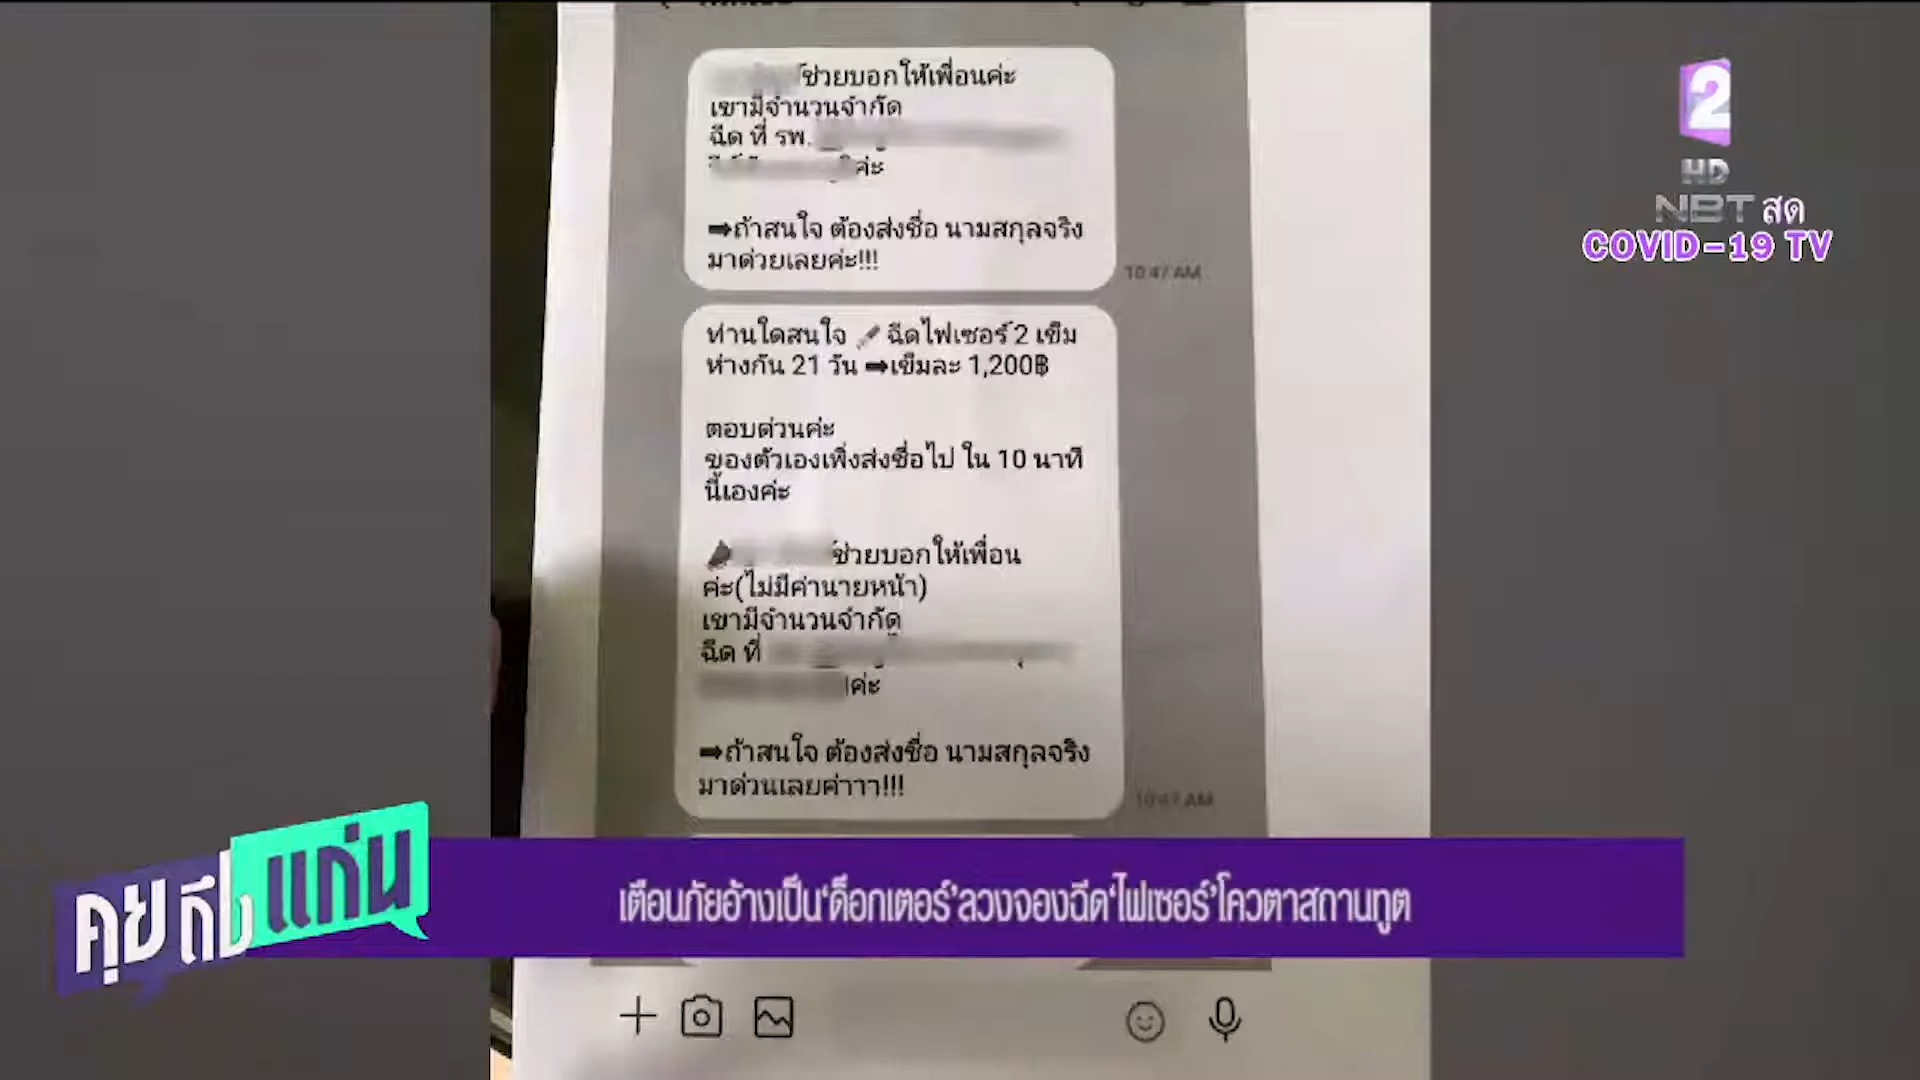 ช่วยบอกให้เพื่อนค่ะ
เขามีจำนวนจำกัด
ฉีด ที่ รพ.
ค่ะ
➡ถ้าสนใจ ต้องส่งชื่อ นามสกุลจริง
มาด่วยเลยค่ะ!!!
10:47 AM
ท่านใดสนใจ 💉 ฉีดไฟเซอร์ 2 เข็ม
ห่างกัน 21 วัน ➡เข็มละ 1,200฿
ตอบด่วนค่ะ
ของตัวเองเพิ่งส่งชื่อไป ใน 10 นาที
นี้เองค่ะ
ช่วยบอกให้เพื่อน
ค่ะ(ไม่มีค่านายหน้า)
เขามีจำนวนจำกัด
ฉีด ที่
ค่ะ
➡ถ้าสนใจ ต้องส่งชื่อ นามสกุลจริง
มาด่วนเลยค่าาา!!!
10:47 AM
2
HD
NBT สด
COVID-19 TV
คุยถึงแก่น
เตือนภัยอ้างเป็น‘ด็อกเตอร์’ลวงจองฉีด‘ไฟเซอร์’โควตาสถานทูต